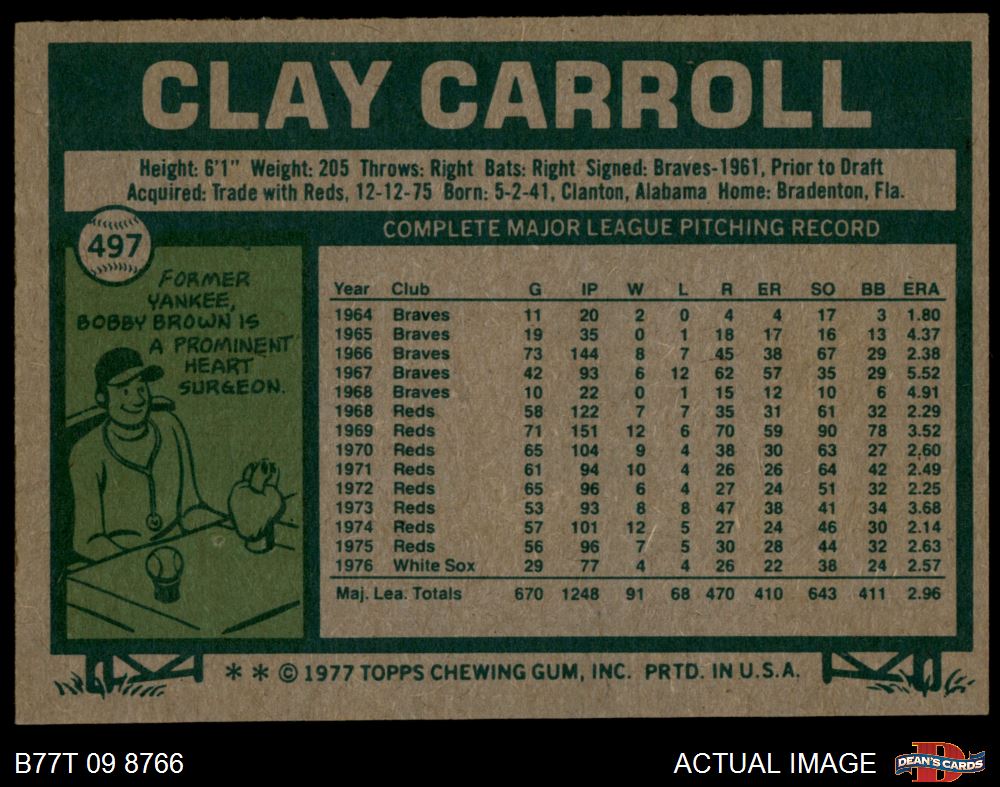 CLAY CARROLL
Height: 6'1" Weight: 205 Throws: Right Bats: Right Signed: Braves-1961, Prior to Draft
Acquired: Trade with Reds, 12-12-75 Born: 5-2-41, Clanton, Alabama Home: Bradenton, Fla.
497
FORMER
YANKEE,
BOBBY BROWN IS
A PROMINENT
HEART
SURGEON.
COMPLETE MAJOR LEAGUE PITCHING RECORD
Year Club G IP W L R ER SO BB ERA
1964 Braves 11 20 2 0 4 4 17 3 1.80
1965 Braves 19 35 0 1 18 17 16 13 4.37
1966 Braves 73 144 8 7 45 38 67 29 2.38
1967 Braves 42 93 6 12 62 57 35 29 5.52
1968 Braves 10 22 0 1 15 12 10 6 4.91
1968 Reds 58 122 7 7 35 31 61 32 2.29
1969 Reds 71 151 12 6 70 59 90 78 3.52
1970 Reds 65 104 9 4 38 30 63 27 2.60
1971 Reds 61 94 10 4 26 26 64 42 2.49
1972 Reds 65 96 6 4 27 24 51 32 2.25
1973 Reds 53 93 8 8 47 38 41 34 3.68
1974 Reds 57 101 12 5 27 24 46 30 2.14
1975 Reds 56 96 7 5 30 28 44 32 2.63
1976 White Sox 29 77 4 4 26 22 38 24 2.57
Maj. Lea. Totals 670 1248 91 68 470 410 643 411 2.96
* * © 1977 TOPPS CHEWING GUM, INC. PRTD. IN U.S.A.
B77T 09 8766
ACTUAL IMAGE
DEAN'S CARDS